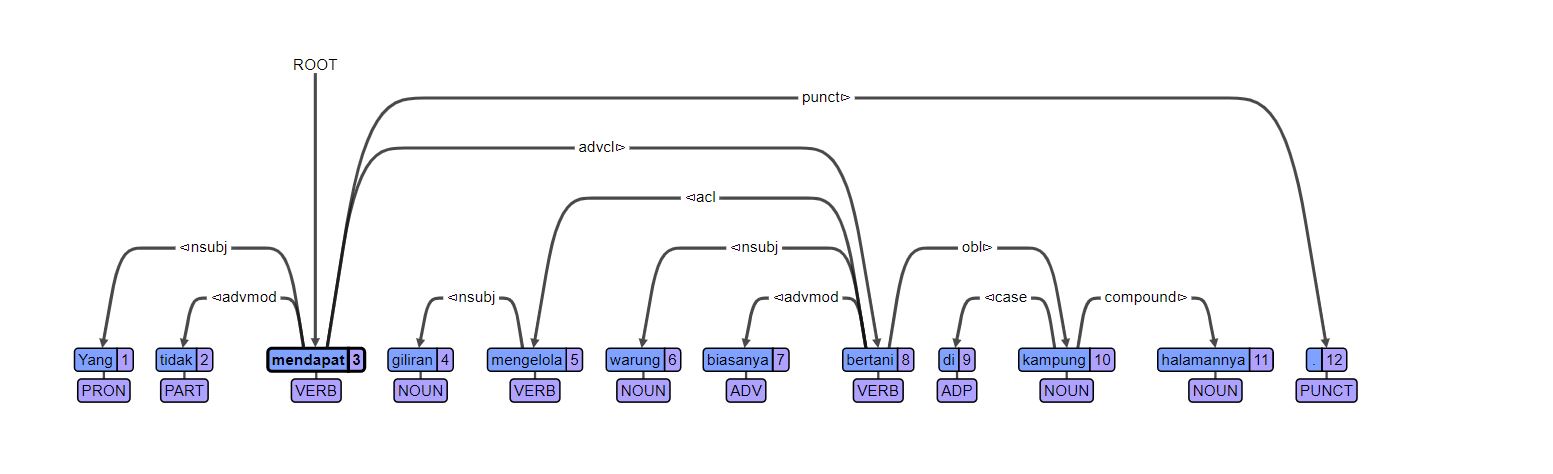 ROOT
punct▻
advcl▻
◅acl
◅nsubj ◅nsubj obl▻
◅advmod ◅nsubj ◅advmod ◅case compound▻
Yang 1 tidak 2 mendapat 3 giliran 4 mengelola 5 warung 6 biasanya 7 bertani 8 di 9 kampung 10 halamannya 11 . 12
PRON PART VERB NOUN VERB NOUN ADV VERB ADP NOUN NOUN PUNCT